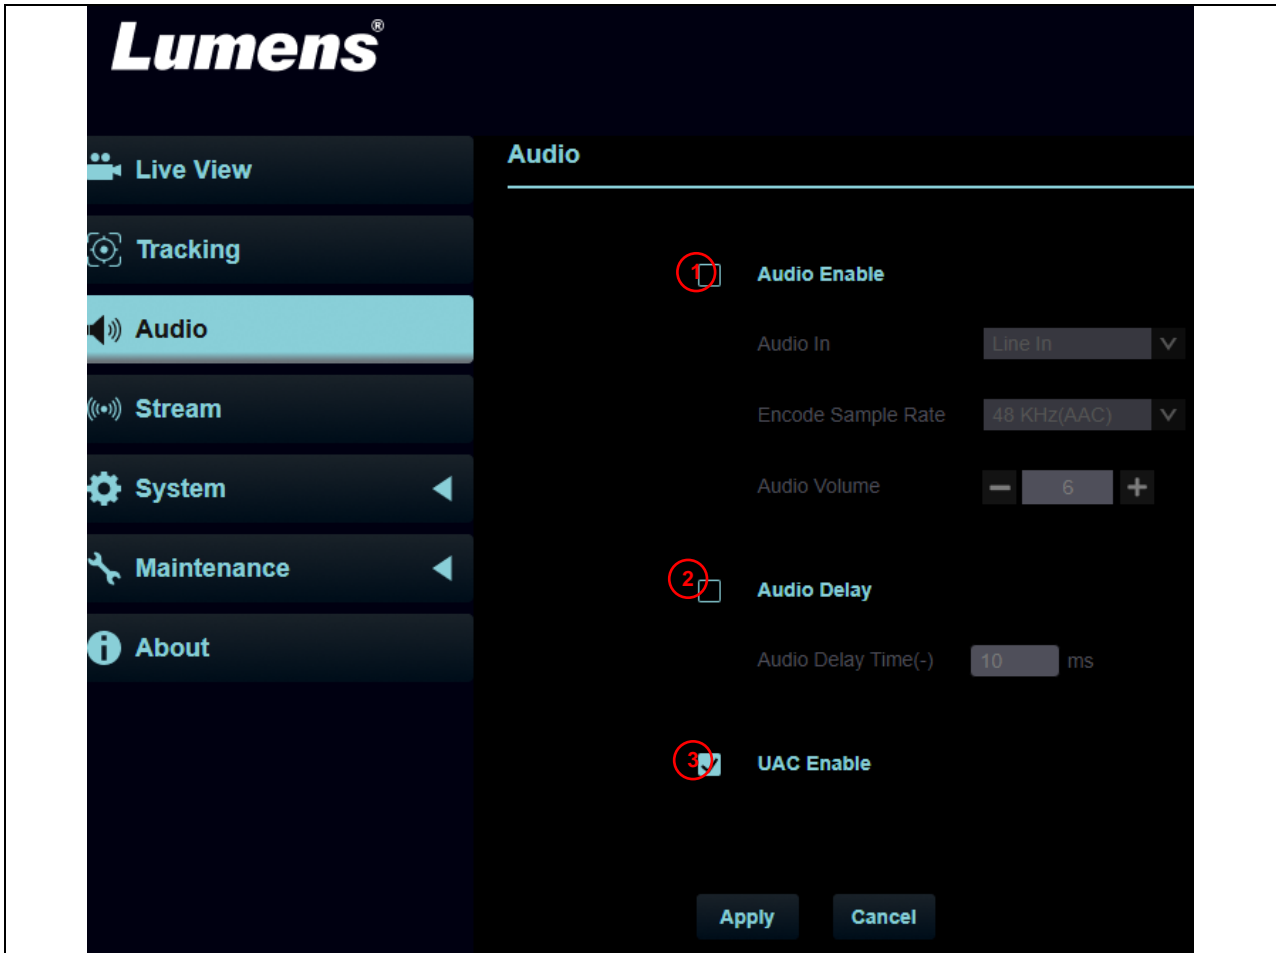 Lumens®
Live View
Tracking
Audio
Stream
System
Maintenance
About
Audio
1 Audio Enable
Audio In Line In
Encode Sample Rate 48 KHz(AAC)
Audio Volume 6
2 Audio Delay
Audio Delay Time(-) 10 ms
3 UAC Enable
Apply Cancel